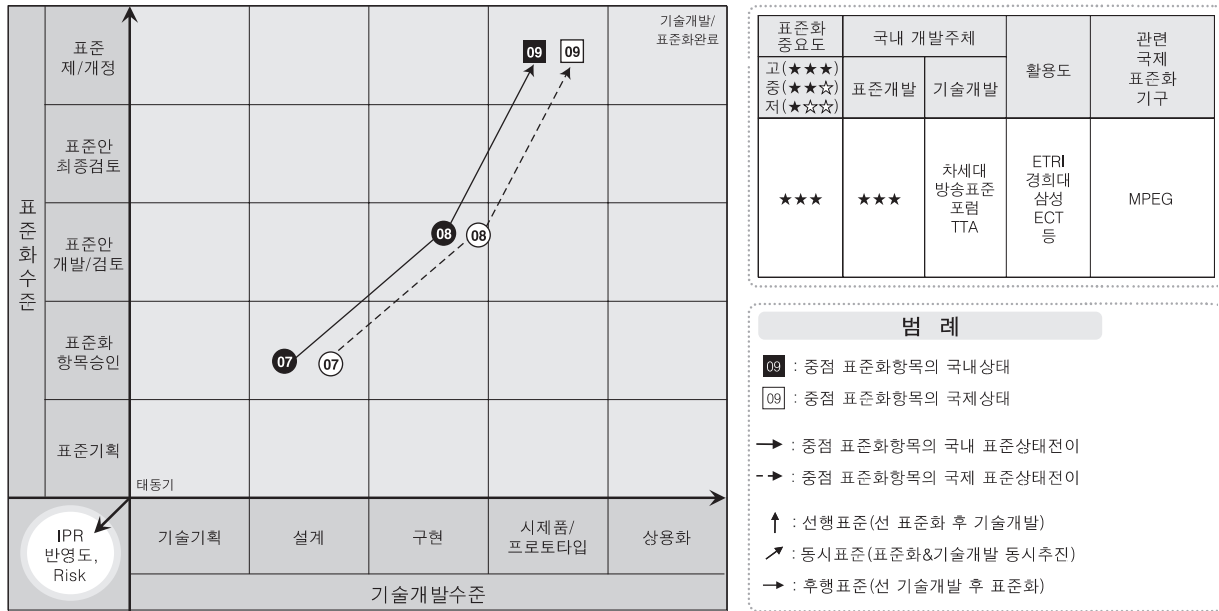 표준화수준
표준
제/개정
표준안
최종검토
표준안
개발/검토
표준화
항목승인
표준기획
기술개발/
표준화완료
09
09
08
08
07
07
태동기
IPR
반영도,
Risk
기술기획
설계
구현
시제품/
프로토타입
상용화
기술개발수준
표준화
중요도
국내 개발주체
활용도
관련
국제
표준화
기구
고(★★★)
중(★★☆)
저(★☆☆)
표준개발
기술개발
★★★
★★★
차세대
방송표준
포럼
TTA
ETRI
경희대
삼성
ECT
등
MPEG
범 례
09 : 중점 표준화항목의 국내상태
09 : 중점 표준화항목의 국제상태
: 중점 표준화항목의 국내 표준상태전이
: 중점 표준화항목의 국제 표준상태전이
: 선행표준(선 표준화 후 기술개발)
: 동시표준(표준화&기술개발 동시추진)
: 후행표준(선 기술개발 후 표준화)